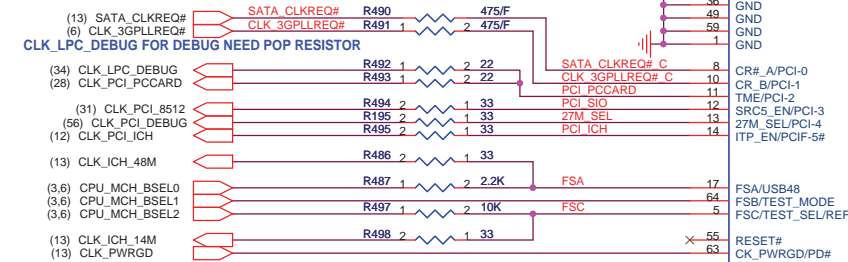 36 GND
(13) SATA_CLKREQ# SATA_CLKREQ# R490 475/F 49 GND
(6) CLK_3GPLLREQ# CLK_3GPLLREQ# R491 1 2 475/F 59 GND
1 GND
CLK_LPC_DEBUG FOR DEBUG NEED POP RESISTOR
(34) CLK_LPC_DEBUG R492 1 2 22 SATA_CLKREQ#_C 8 CR#_A/PCI-0
(28) CLK_PCI_PCCARD R493 1 2 22 CLK_3GPLLREQ#_C 10 CR_B/PCI-1
PCI_PCCARD 11 TME/PCI-2
(31) CLK_PCI_8512 R494 2 1 33 PCI_SIO 12 SRC5_EN/PCI-3
(56) CLK_PCI_DEBUG R195 2 1 33 27M_SEL 13 27M_SEL/PCI-4
(12) CLK_PCI_ICH R495 2 1 33 PCI_ICH 14 ITP_EN/PCIF-5#
(13) CLK_ICH_48M R486 2 1 33
(3,6) CPU_MCH_BSEL0 R487 1 2 2.2K FSA 17 FSA/USB48
(3,6) CPU_MCH_BSEL1 64 FSB/TEST_MODE
(3,6) CPU_MCH_BSEL2 R497 1 2 10K FSC 5 FSC/TEST_SEL/REF
(13) CLK_ICH_14M R498 2 1 33 55 RESET#
(13) CLK_PWRGD 63 CK_PWRGD/PD#